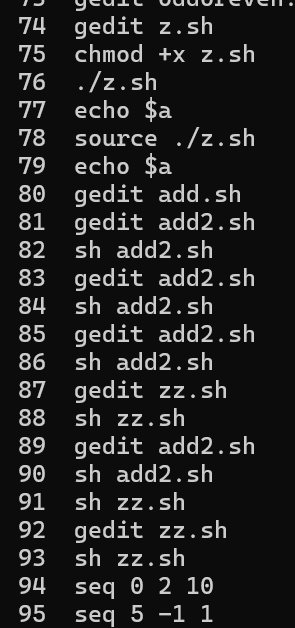 74 gedit z.sh
75 chmod +x z.sh
76 ./z.sh
77 echo $a
78 source ./z.sh
79 echo $a
80 gedit add.sh
81 gedit add2.sh
82 sh add2.sh
83 gedit add2.sh
84 sh add2.sh
85 gedit add2.sh
86 sh add2.sh
87 gedit zz.sh
88 sh zz.sh
89 gedit add2.sh
90 sh add2.sh
91 sh zz.sh
92 gedit zz.sh
93 sh zz.sh
94 seq 0 2 10
95 seq 5 -1 1